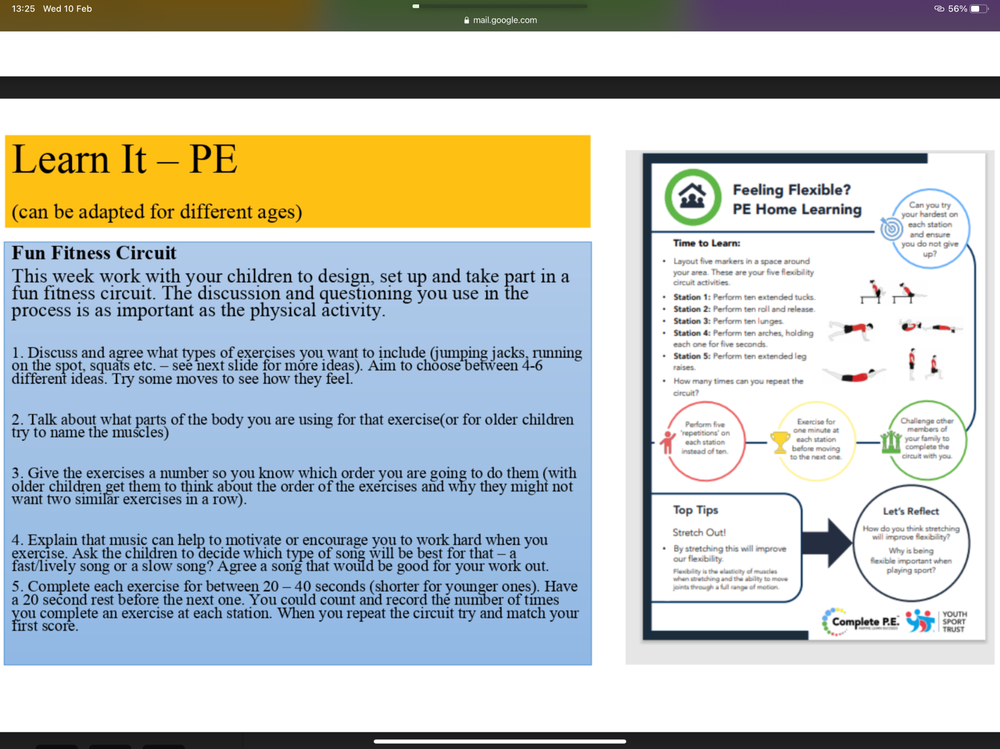 13:25 Wed 10 Feb
56%
mail.google.com
Learn It – PE
(can be adapted for different ages)
Fun Fitness Circuit
This week work with your children to design, set up and take part in a
fun fitness circuit. The discussion and questioning you use in the
process is as important as the physical activity.
1. Discuss and agree what types of exercises you want to include (jumping jacks, running
on the spot, squats etc. – see next slide for more ideas). Aim to choose between 4-6
different ideas. Try some moves to see how they feel.
2. Talk about what parts of the body you are using for that exercise(or for older children
try to name the muscles)
3. Give the exercises a number so you know which order you are going to do them (with
older children get them to think about the order of the exercises and why they might not
want two similar exercises in a row).
4. Explain that music can help to motivate or encourage you to work hard when you
exercise. Ask the children to decide which type of song will be best for that – a
fast/lively song or a slow song? Agree a song that would be good for your work out.
5. Complete each exercise for between 20 – 40 seconds (shorter for younger ones). Have
a 20 second rest before the next one. You could count and record the number of times
you complete an exercise at each station. When you repeat the circuit try and match your
first score.
Feeling Flexible?
PE Home Learning
Can you try
your hardest on
each station
and ensure
you do not give
up?
Time to Learn:
• Layout five markers in a space around
your area. These are your five flexibility
circuit activities.
• Station 1: Perform ten extended tucks.
• Station 2: Perform ten roll and release.
• Station 3: Perform ten lunges.
• Station 4: Perform ten arches, holding
each one for five seconds.
• Station 5: Perform ten extended leg
raises.
• How many times can you repeat the
circuit?
Perform five
'repetitions' on
each station
instead of ten.
Exercise for
one minute at
each station
before moving
to the next one.
Challenge other
members of
your family to
complete the
circuit with you.
Top Tips
Stretch Out!
• By stretching this will improve
our flexibility.
Flexibility is the elasticity of muscles
when stretching and the ability to move
joints through a full range of motion.
Let's Reflect
How do you think stretching
will improve flexibility?
Why is being
flexible important when
playing sport?
Complete P.E.
YOUTH
SPORT
TRUST